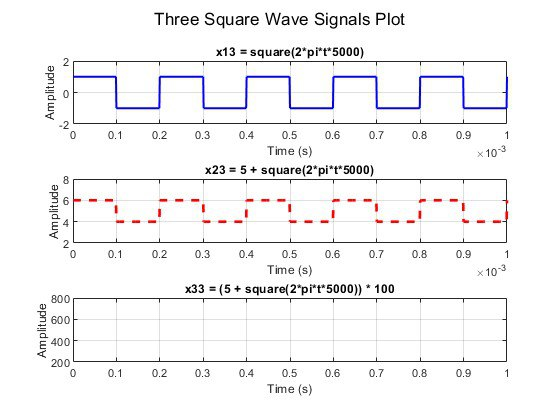 Three Square Wave Signals Plot
x13 = square(2*pi*t*5000)
Amplitude
2
0
-2
0 0.1 0.2 0.3 0.4 0.5 0.6 0.7 0.8 0.9 1
Time (s)
×10-3
x23 = 5 + square(2*pi*t*5000)
Amplitude
8
6
4
2
0 0.1 0.2 0.3 0.4 0.5 0.6 0.7 0.8 0.9 1
Time (s)
×10-3
x33 = (5 + square(2*pi*t*5000)) * 100
Amplitude
800
600
400
200
0 0.1 0.2 0.3 0.4 0.5 0.6 0.7 0.8 0.9 1
Time (s)